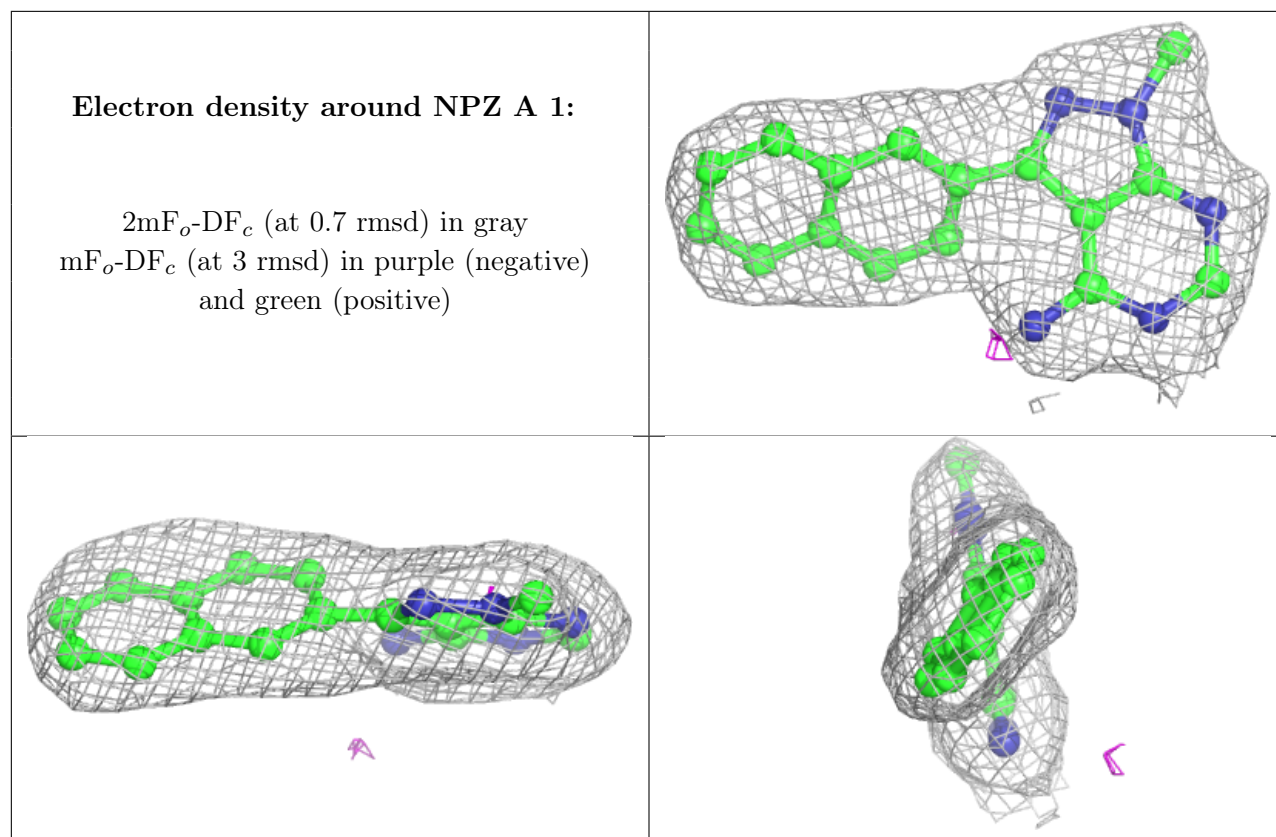 Electron density around NPZ A 1:
2mFₒ-DF𝒸 (at 0.7 rmsd) in gray
mFₒ-DF𝒸 (at 3 rmsd) in purple (negative)
and green (positive)